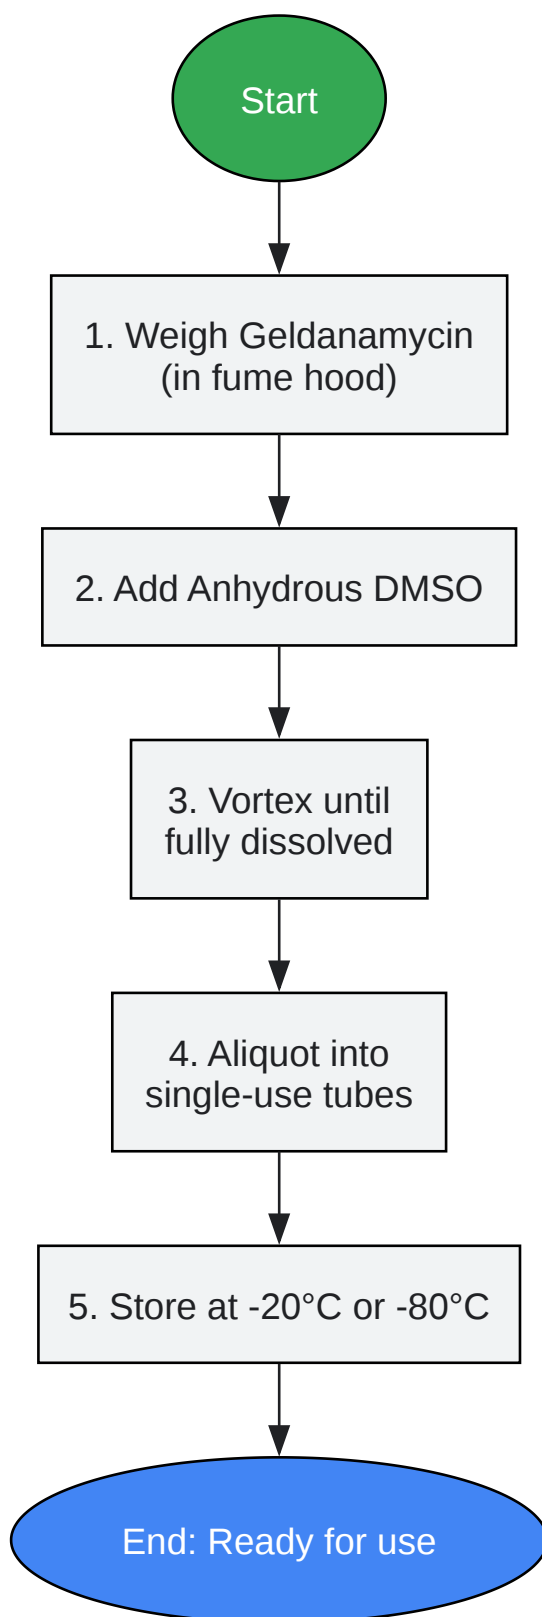 Start
1. Weigh Geldanamycin
(in fume hood)
2. Add Anhydrous DMSO
3. Vortex until
fully dissolved
4. Aliquot into
single-use tubes
5. Store at -20°C or -80°C
End: Ready for use